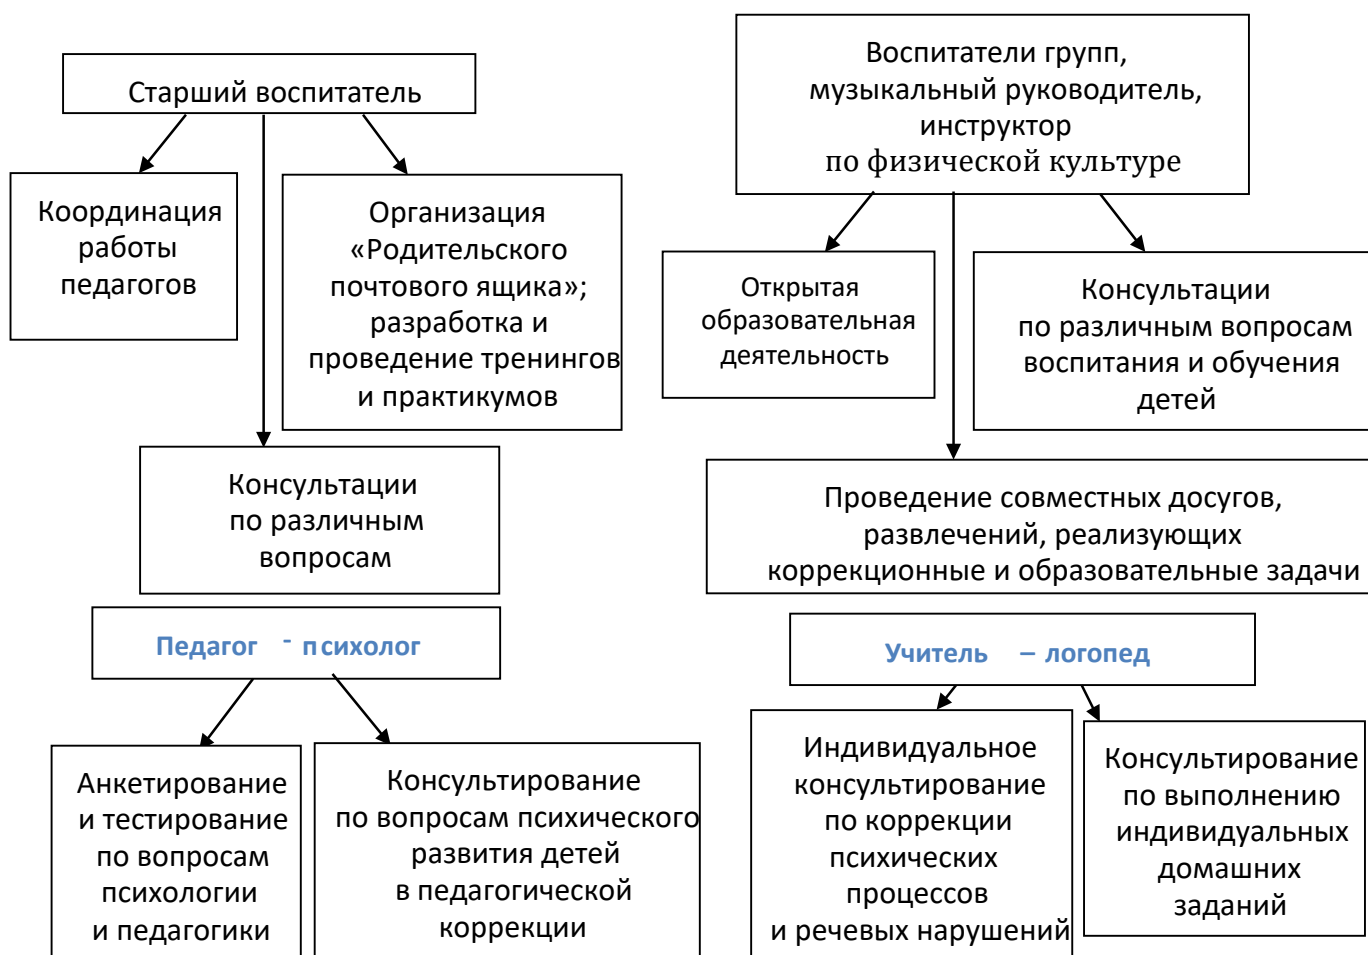 Старший воспитатель
Координация
работы
педагогов
Организация
«Родительского
почтового ящика»;
разработка и
проведение тренингов
и практикумов
Консультации
по различным
вопросам
Воспитатели групп,
музыкальный руководитель,
инструктор
по физической культуре
Открытая
образовательная
деятельность
Консультации
по различным вопросам
воспитания и обучения
детей
Проведение совместных досугов,
развлечений, реализующих
коррекционные и образовательные задачи
Педагог - психолог
Анкетирование
и тестирование
по вопросам
психологии
и педагогики
Консультирование
по вопросам психического
развития детей
в педагогической
коррекции
Учитель – логопед
Индивидуальное
консультирование
по коррекции
психических
процессов
и речевых нарушений
Консультирование
по выполнению
индивидуальных
домашних
заданий